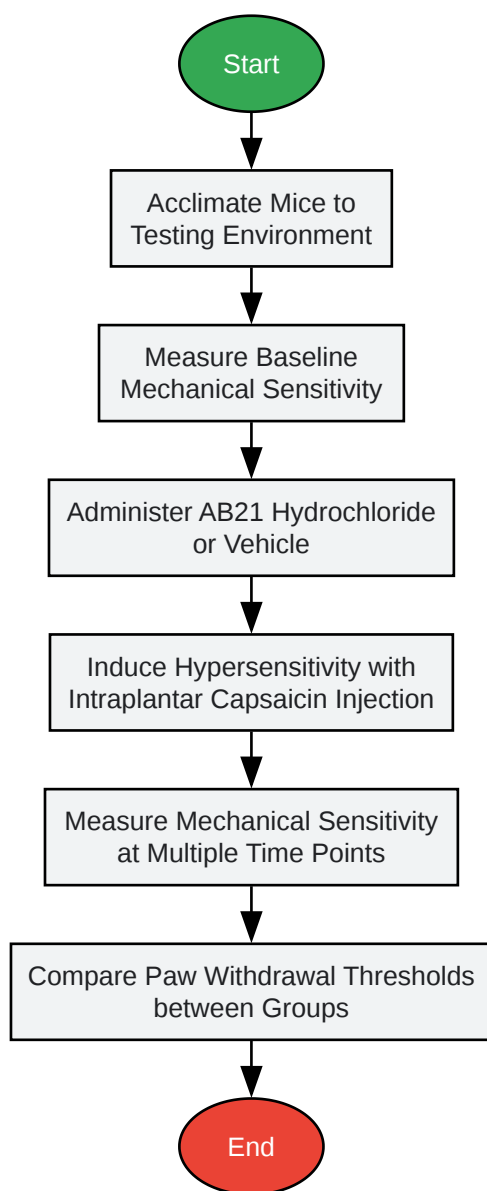 Start
Acclimate Mice to
Testing Environment
Measure Baseline
Mechanical Sensitivity
Administer AB21 Hydrochloride
or Vehicle
Induce Hypersensitivity with
Intraplantar Capsaicin Injection
Measure Mechanical Sensitivity
at Multiple Time Points
Compare Paw Withdrawal Thresholds
between Groups
End